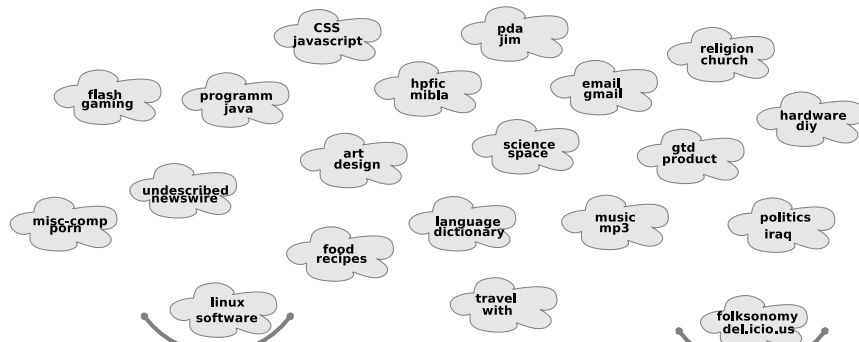 CSS
javascript
pda
jim
religion
church
flash
gaming
programm
java
hpfic
mibla
email
gmail
hardware
diy
art
design
science
space
gtd
product
undescribed
newswire
misc-comp
porn
language
dictionary
music
mp3
politics
iraq
food
recipes
linux
software
travel
with
folksonomy
del.icio.us